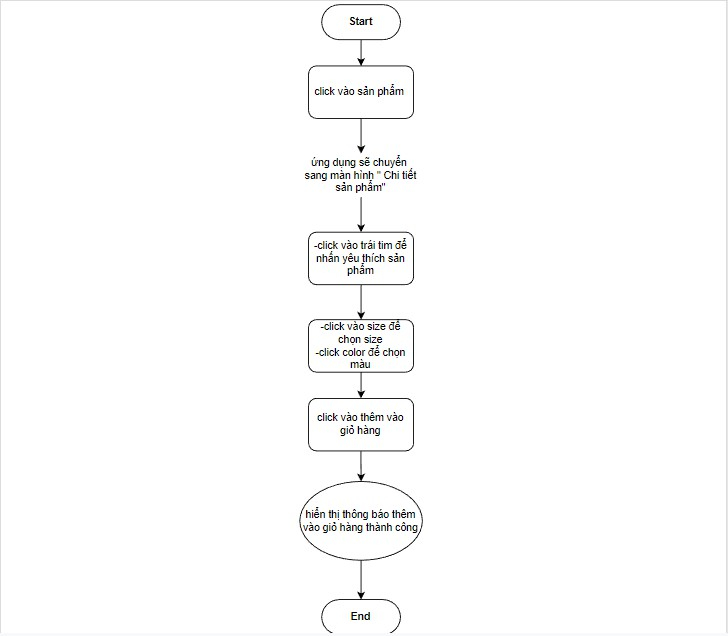 Start
click vào sản phẩm
ứng dụng sẽ chuyển
sang màn hình " Chi tiết
sản phẩm"
-click vào trái tim để
nhấn yêu thích sản
phẩm
-click vào size để
chọn size
-click color để chọn
màu
click vào thêm vào
giỏ hàng
hiển thị thông báo thêm
vào giỏ hàng thành công
End